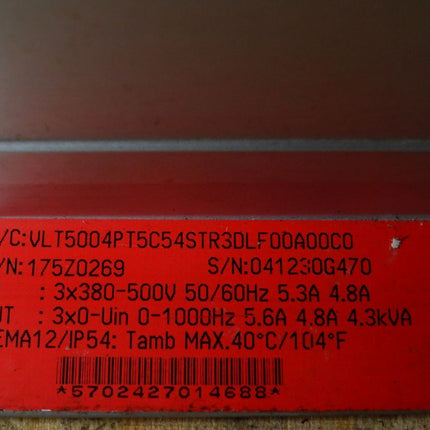 /C:VLT5004PT5C54STR3DLF00A00C0
/N:175Z0269 S/N:041230G470
: 3x380-500V 50/60Hz 5.3A 4.8A
UT : 3x0-Uin 0-1000Hz 5.6A 4.8A 4.3kVA
EMA12/IP54: Tamb MAX.40°C/104°F
*5702427014688*